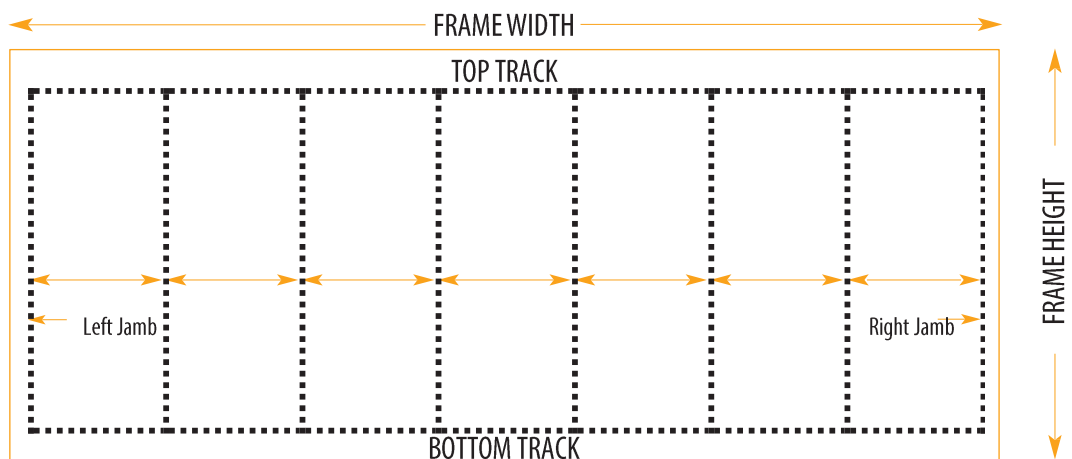 FRAME WIDTH
TOP TRACK
FRAME HEIGHT
Left Jamb
Right Jamb
BOTTOM TRACK